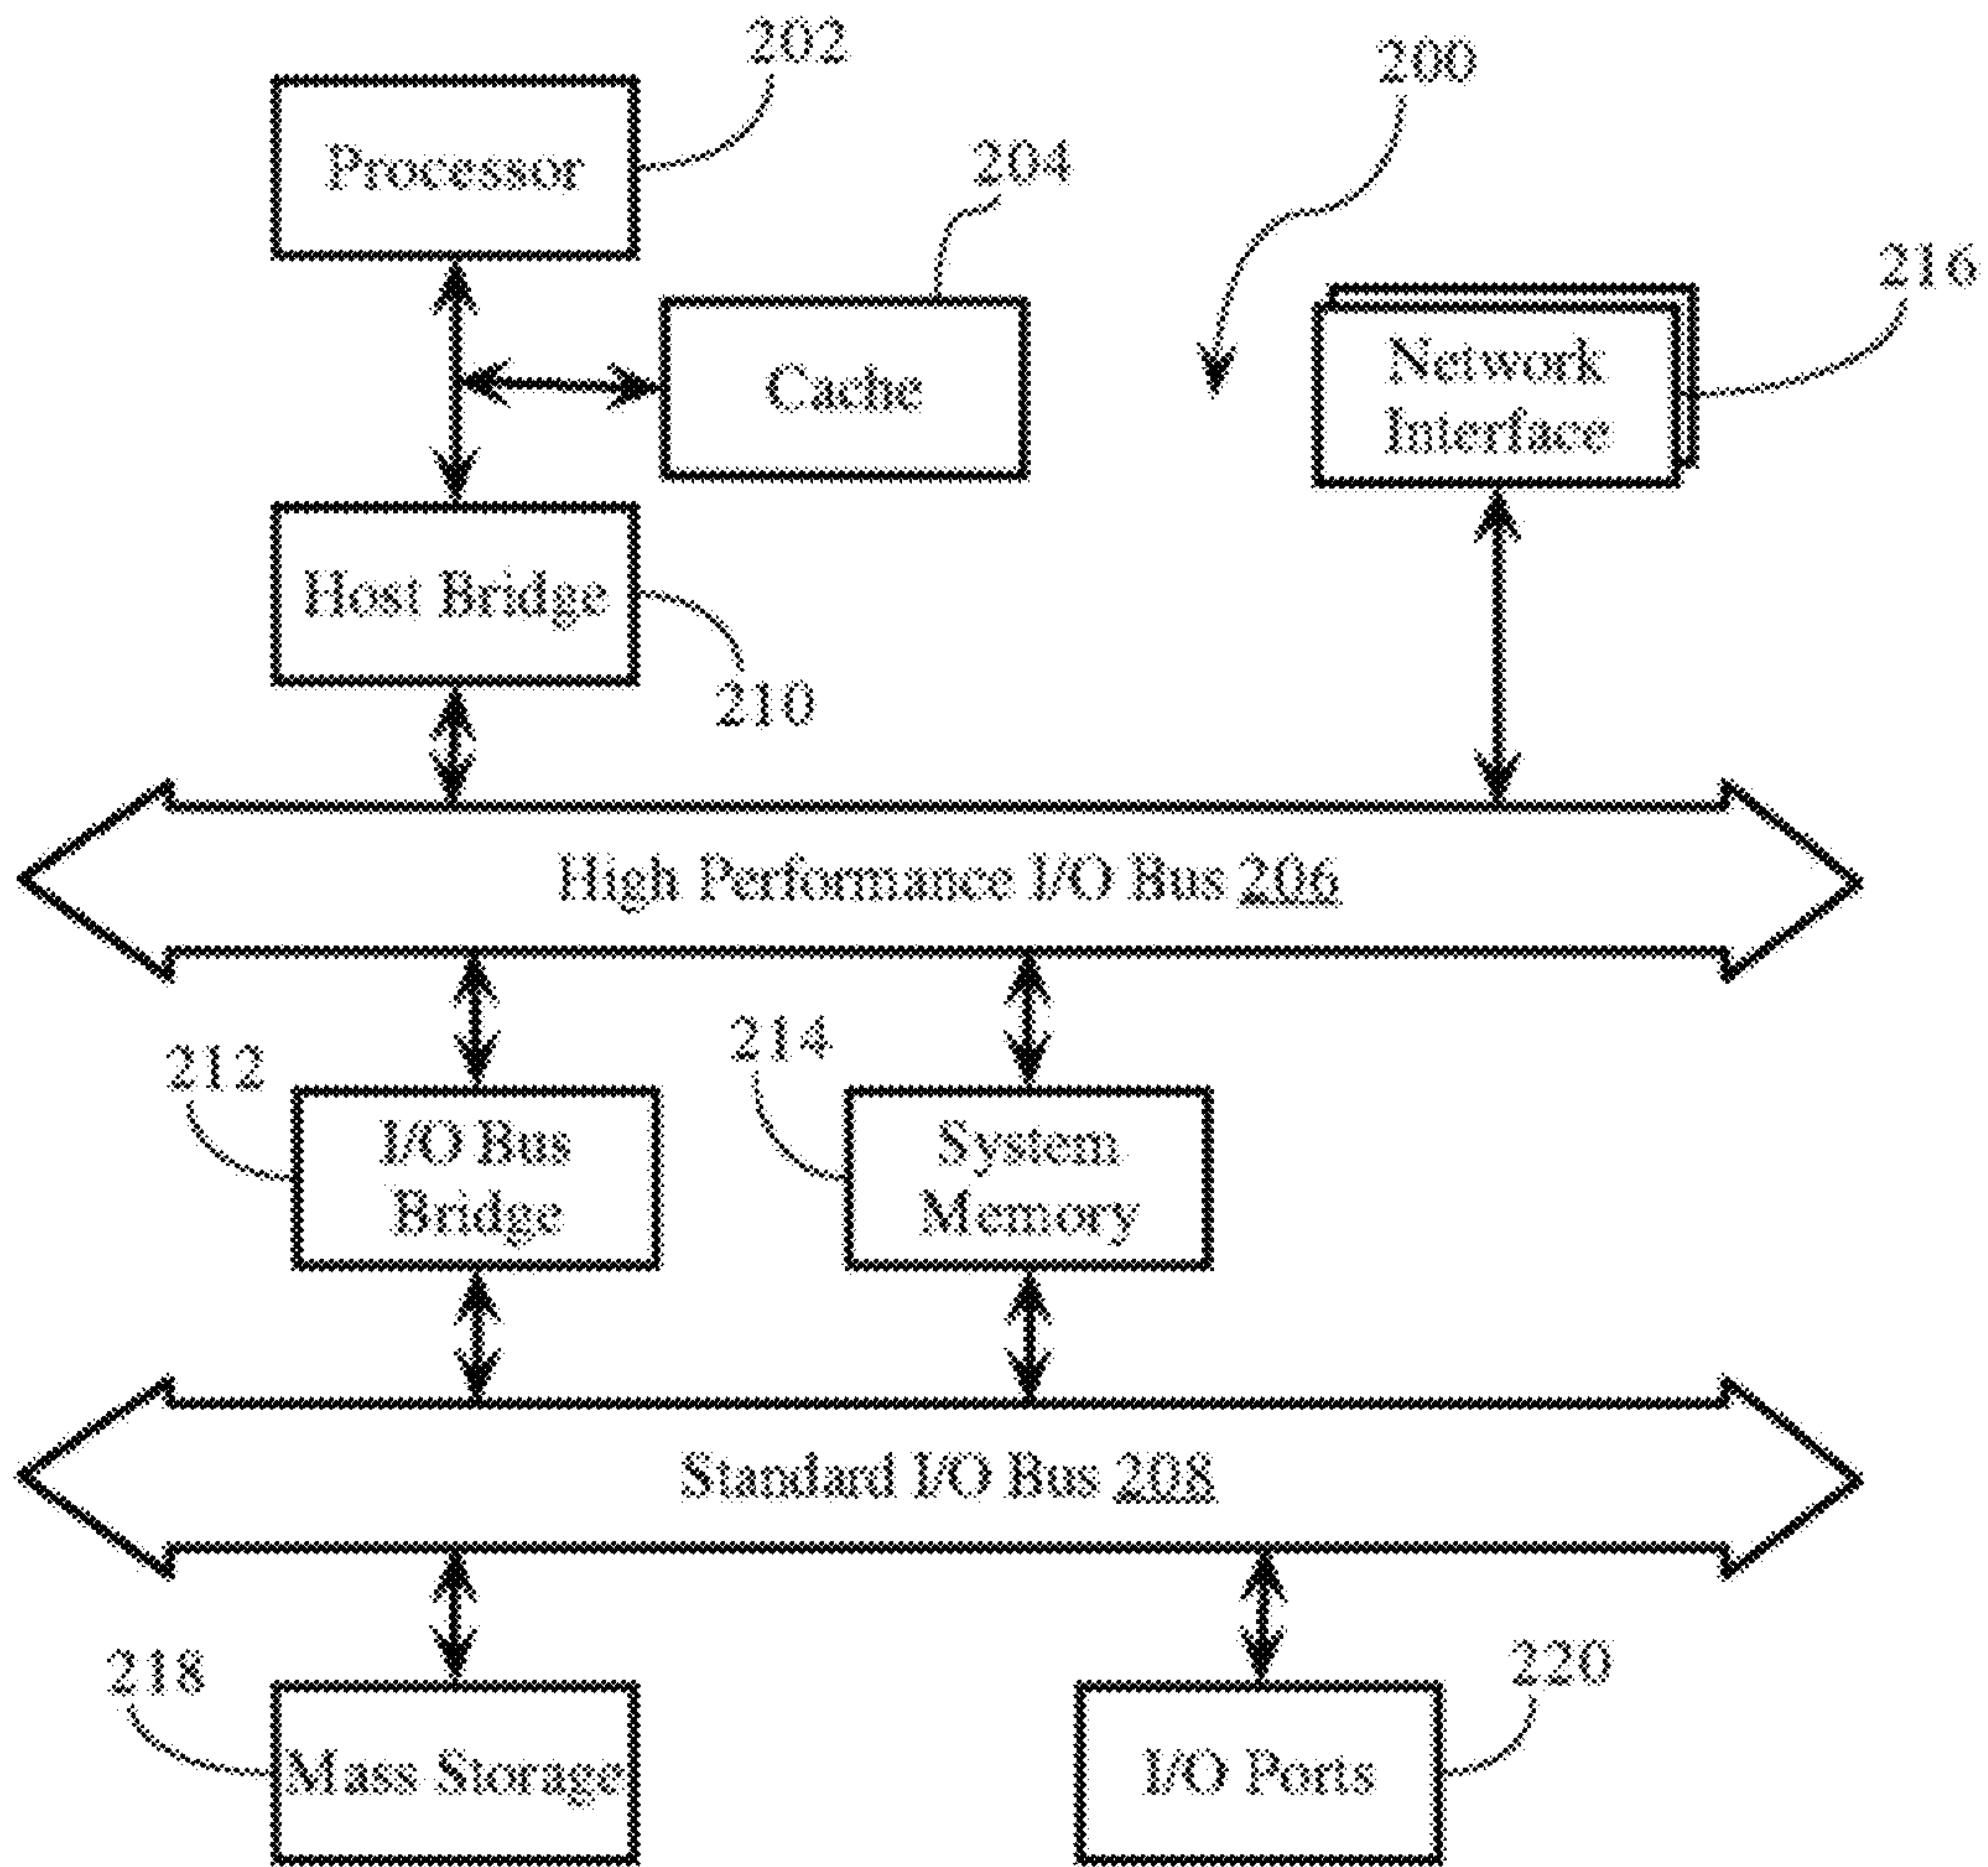 202
200
Processor
204
216
Network
Interface
Cache
Host Bridge
210
High Performance I/O Bus 206
212
214
I/O Bus
Bridge
System
Memory
Standard I/O Bus 208
218
220
Mass Storage
I/O Ports